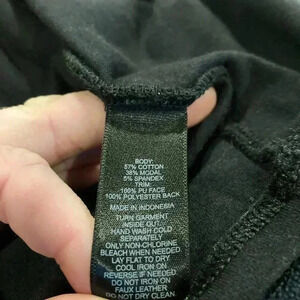 BODY:
57% COTTON
38% MODAL
5% SPANDEX
TRIM:
100% PU FACE
100% POLYESTER BACK
MADE IN INDONESIA
TURN GARMENT
INSIDE OUT
HAND WASH COLD
SEPARATELY
ONLY NON-CHLORINE
BLEACH WHEN NEEDED.
LAY FLAT TO DRY
COOL IRON ON
REVERSE IF NEEDED
DO NOT IRON ON
FAUX LEATHER
DO NOT DRY CLEAN